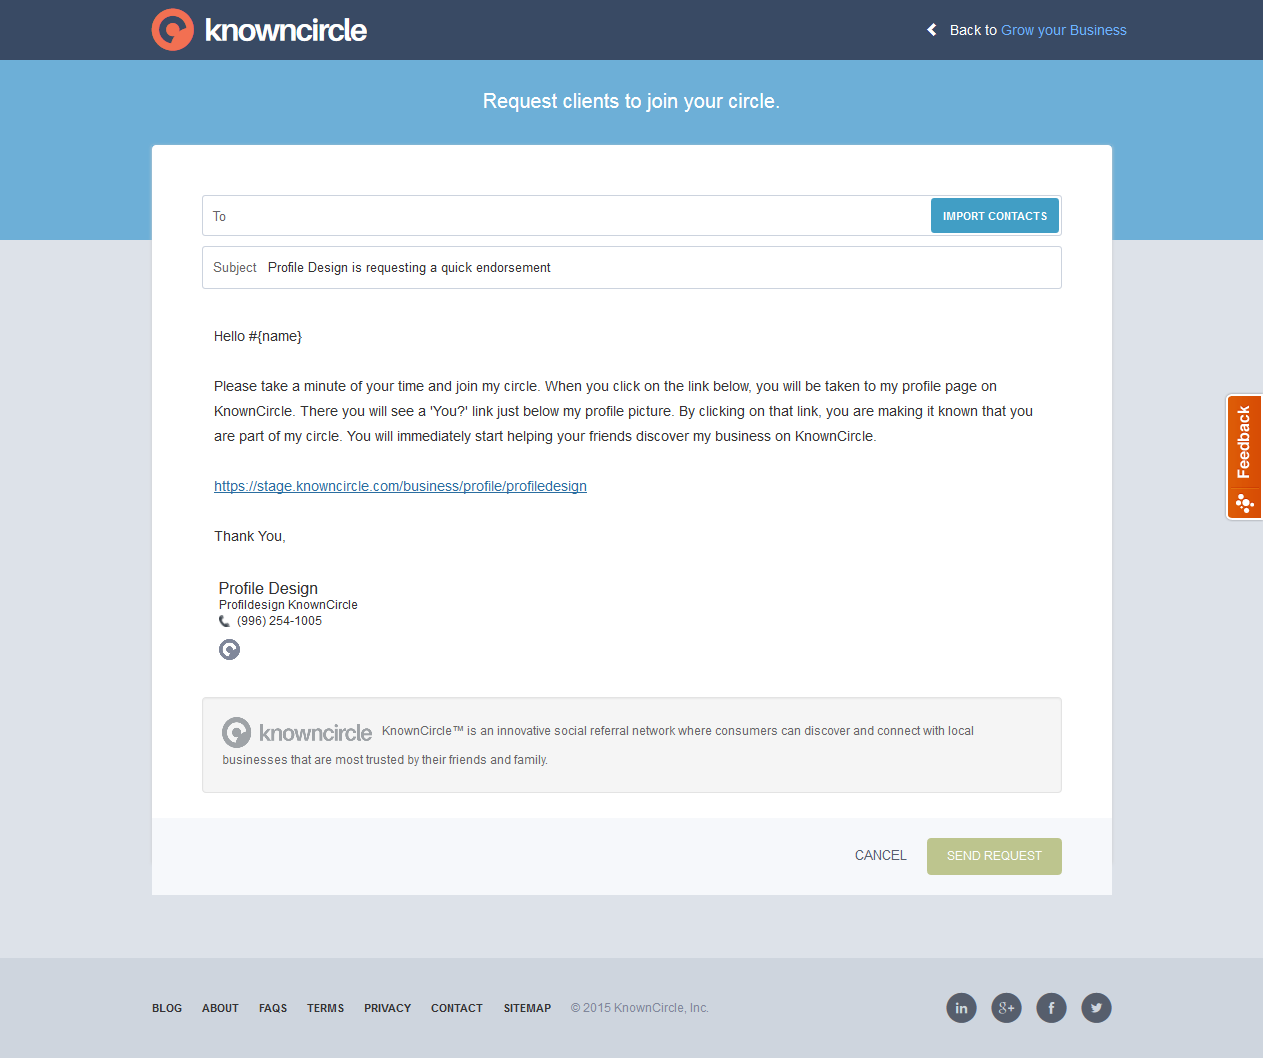 knowncircle
Back to Grow your Business
Request clients to join your circle.
To
IMPORT CONTACTS
Subject Profile Design is requesting a quick endorsement
Hello #{name}
Please take a minute of your time and join my circle. When you click on the link below, you will be taken to my profile page on
KnownCircle. There you will see a 'You?' link just below my profile picture. By clicking on that link, you are making it known that you
are part of my circle. You will immediately start helping your friends discover my business on KnownCircle.
https://stage.knowncircle.com/business/profile/profiledesign
Thank You,
Profile Design
Profildesign KnownCircle
(996) 254-1005
knowncircle KnownCircle™ is an innovative social referral network where consumers can discover and connect with local
businesses that are most trusted by their friends and family.
CANCEL
SEND REQUEST
Feedback
BLOG ABOUT FAQS TERMS PRIVACY CONTACT SITEMAP © 2015 KnownCircle, Inc.
in g+ f